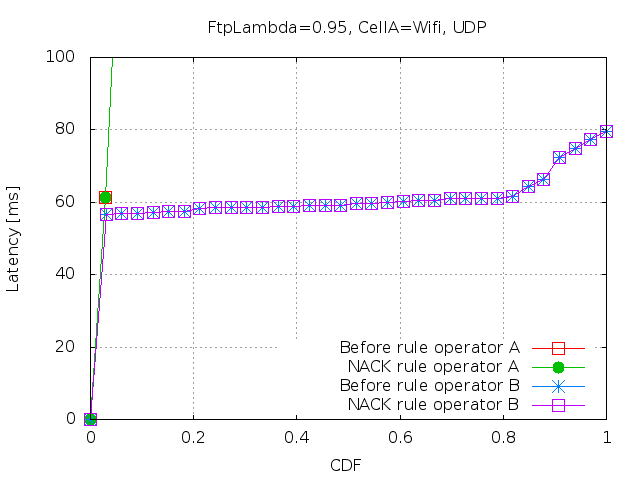 FtpLambda=0.95, CellA=Wifi, UDP
100
80
60
40
20
0
Latency [ms]
Before rule operator A
NACK rule operator A
Before rule operator B
NACK rule operator B
0 0.2 0.4 0.6 0.8 1
CDF